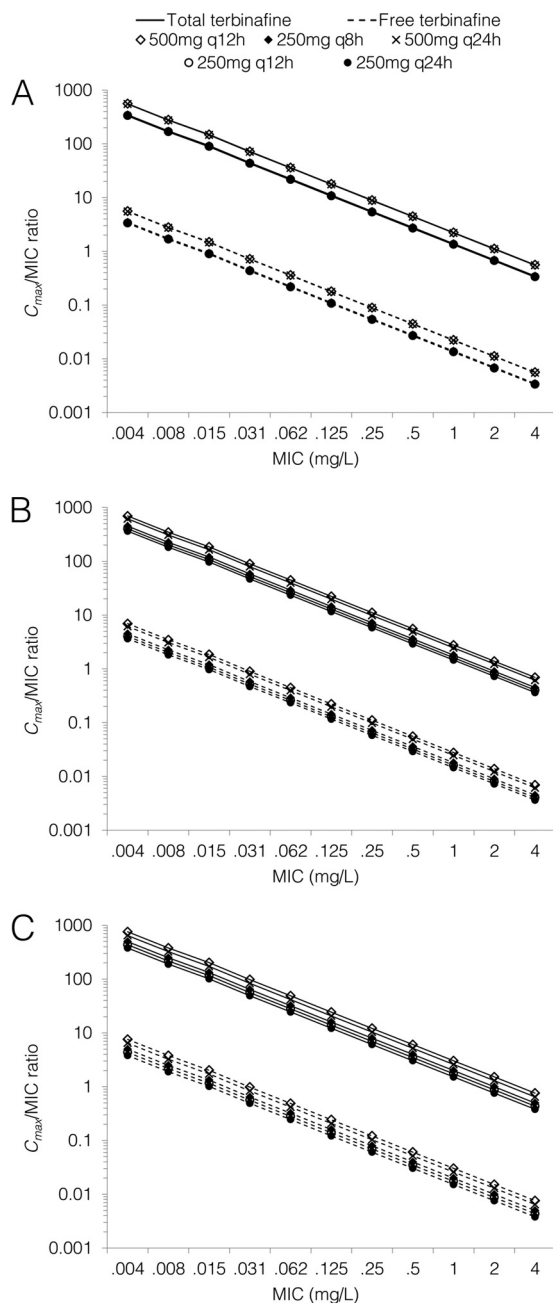 Total terbinafine Free terbinafine
500mg q12h 250mg q8h 500mg q24h
250mg q12h 250mg q24h
A
1000
100
10
1
0.1
0.01
0.001
Cmax/MIC ratio
.004 .008 .015 .031 .062 .125 .25 .5 1 2 4
MIC (mg/L)
B
1000
100
10
1
0.1
0.01
0.001
Cmax/MIC ratio
.004 .008 .015 .031 .062 .125 .25 .5 1 2 4
MIC (mg/L)
C
1000
100
10
1
0.1
0.01
0.001
Cmax/MIC ratio
.004 .008 .015 .031 .062 .125 .25 .5 1 2 4
MIC (mg/L)